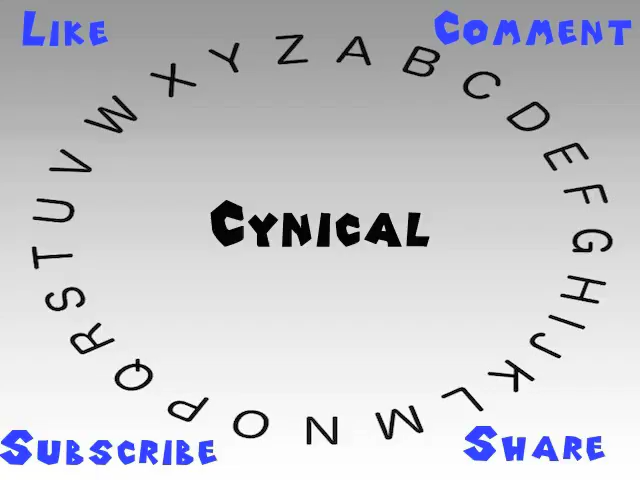 Like
Comment
A B C D E F G H I J K L M N O P Q R S T U V W X Y Z
Cynical
Subscribe
Share